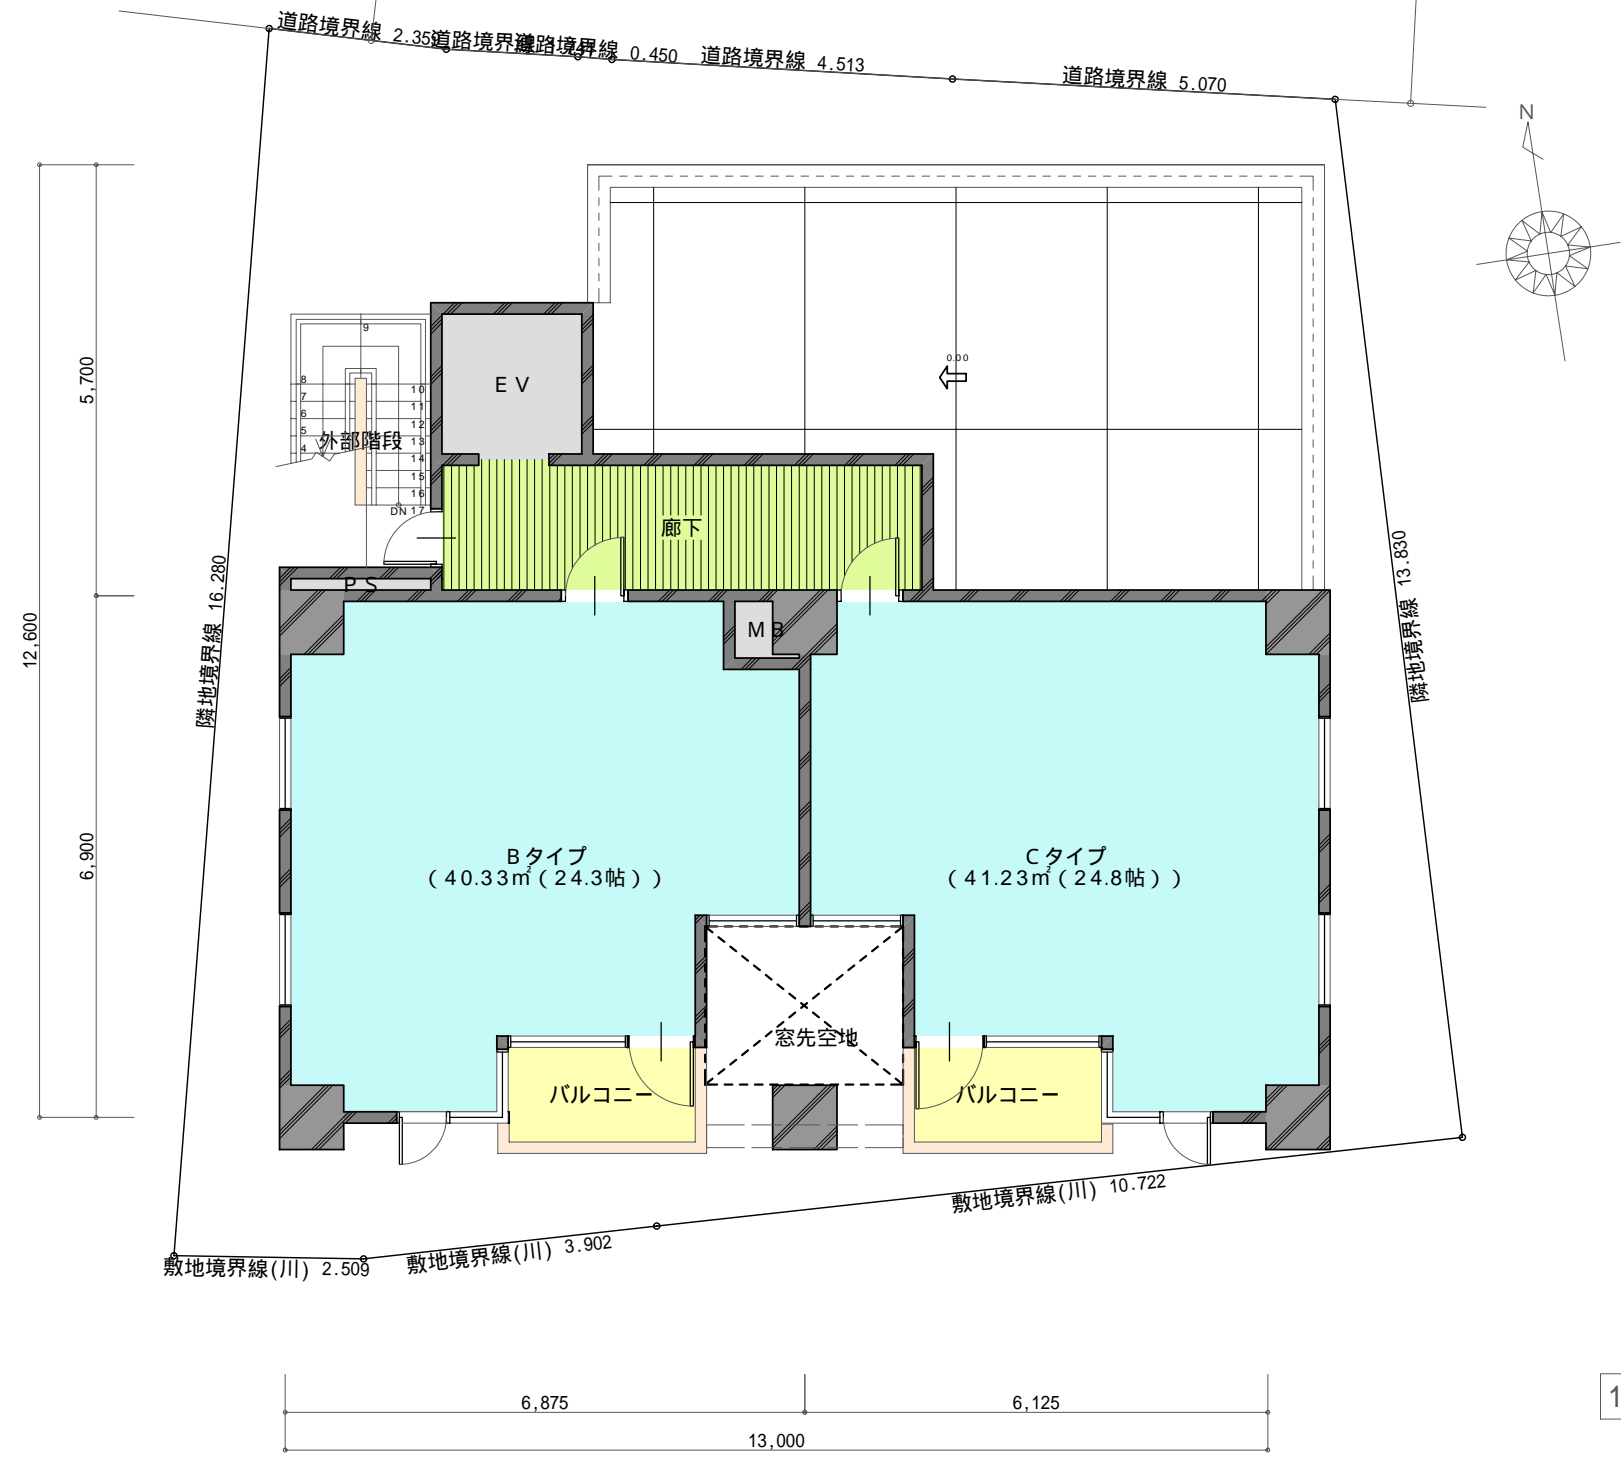 道路境界線 2.359
道路境界線
道路境界線 0.450
道路境界線 4.513
道路境界線 5.070
N
5,700
12,600
6,900
隣地境界線 16.280
隣地境界線 13.830
9
8
7
6
5
4
10
11
12
13
14
15
16
17
DN
外部階段
EV
0.00
廊下
PS
MB
Bタイプ
(40.33㎡(24.3帖))
Cタイプ
(41.23㎡(24.8帖))
窓先空地
バルコニー
バルコニー
敷地境界線(川) 10.722
敷地境界線(川) 3.902
敷地境界線(川) 2.509
6,875
6,125
13,000
1